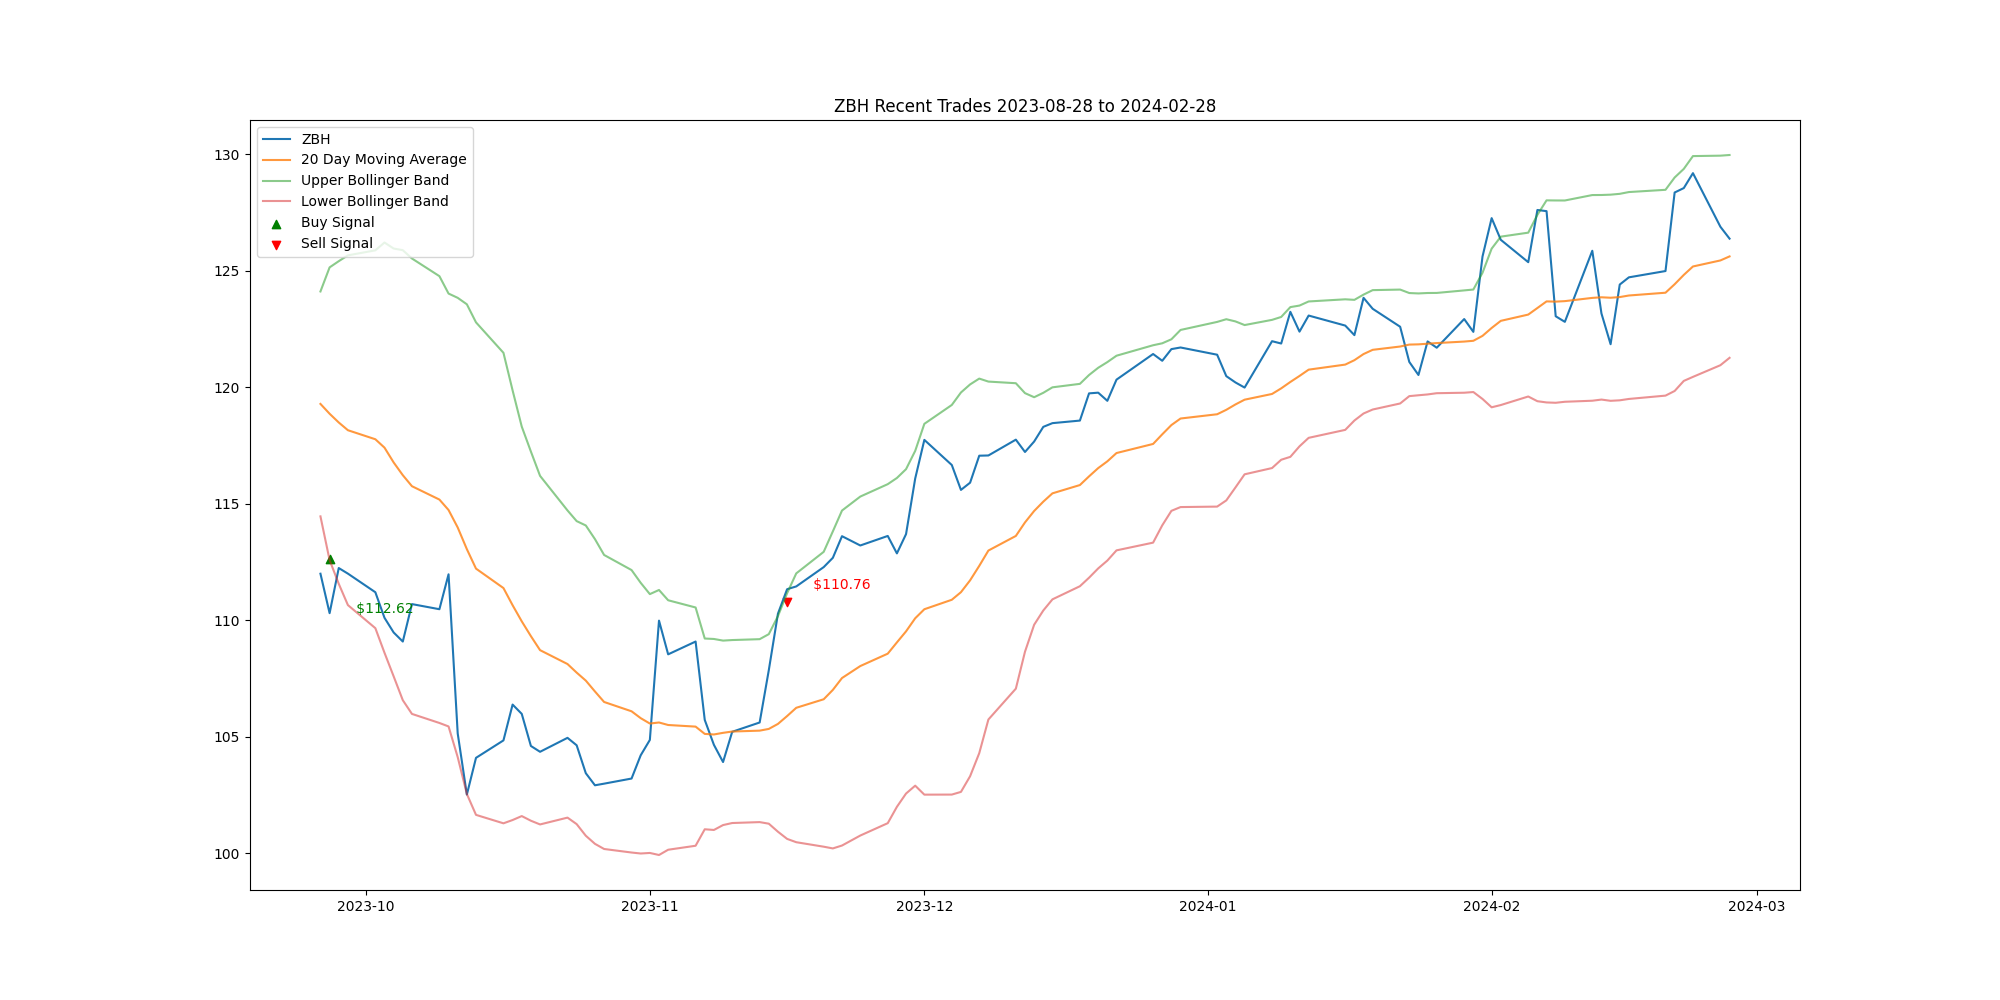 ZBH Recent Trades 2023-08-28 to 2024-02-28
ZBH
20 Day Moving Average
Upper Bollinger Band
Lower Bollinger Band
Buy Signal
Sell Signal
130
125
120
115
110
105
100
$112.62
$110.76
2023-10
2023-11
2023-12
2024-01
2024-02
2024-03